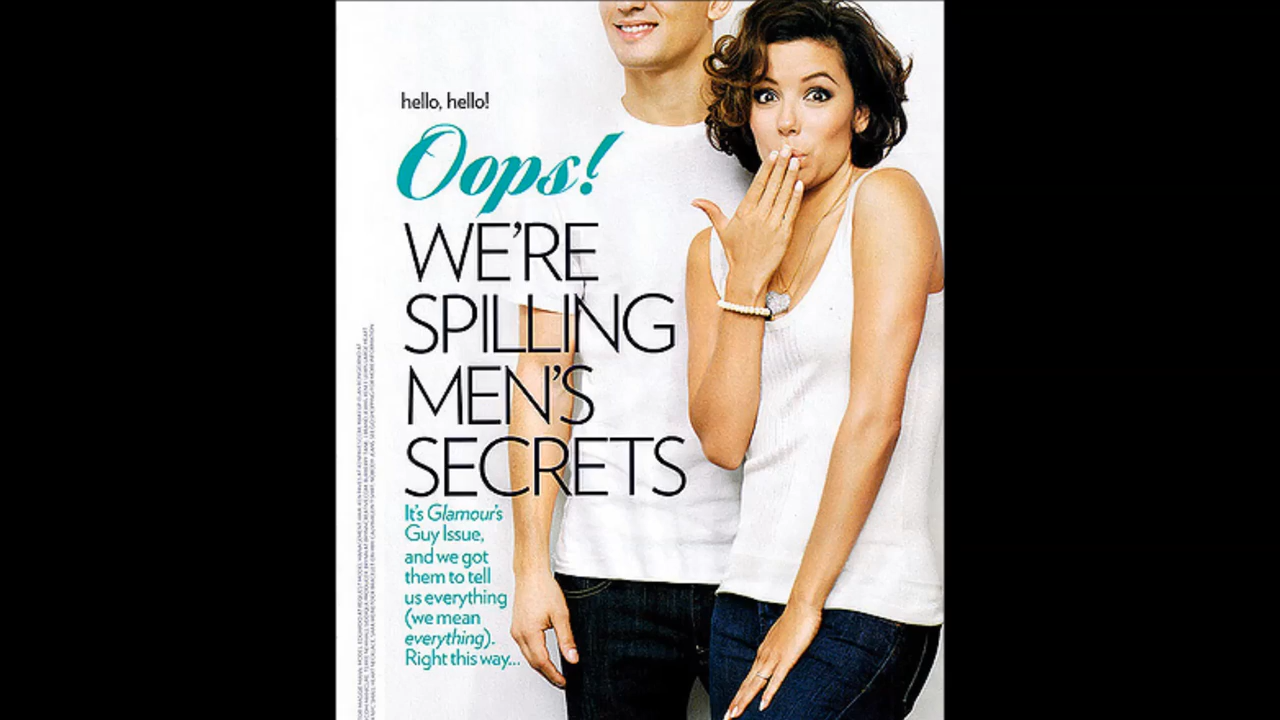 hello, hello!
Oops!
WE'RE
SPILLING
MEN'S
SECRETS
It's Glamour's
Guy Issue,
and we got
them to tell
us everything
(we mean
everything).
Right this way...